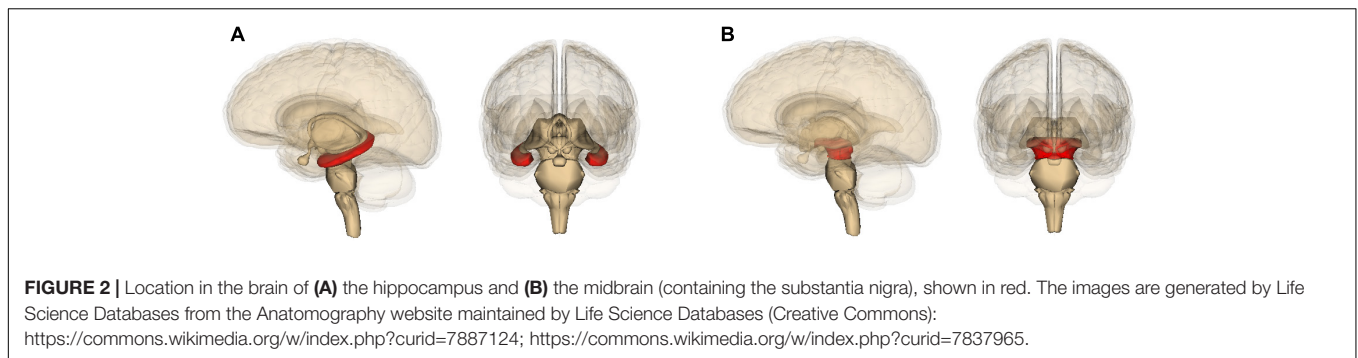 A
B
FIGURE 2 | Location in the brain of (A) the hippocampus and (B) the midbrain (containing the substantia nigra), shown in red. The images are generated by Life
Science Databases from the Anatomography website maintained by Life Science Databases (Creative Commons):
https://commons.wikimedia.org/w/index.php?curid=7887124; https://commons.wikimedia.org/w/index.php?curid=7837965.